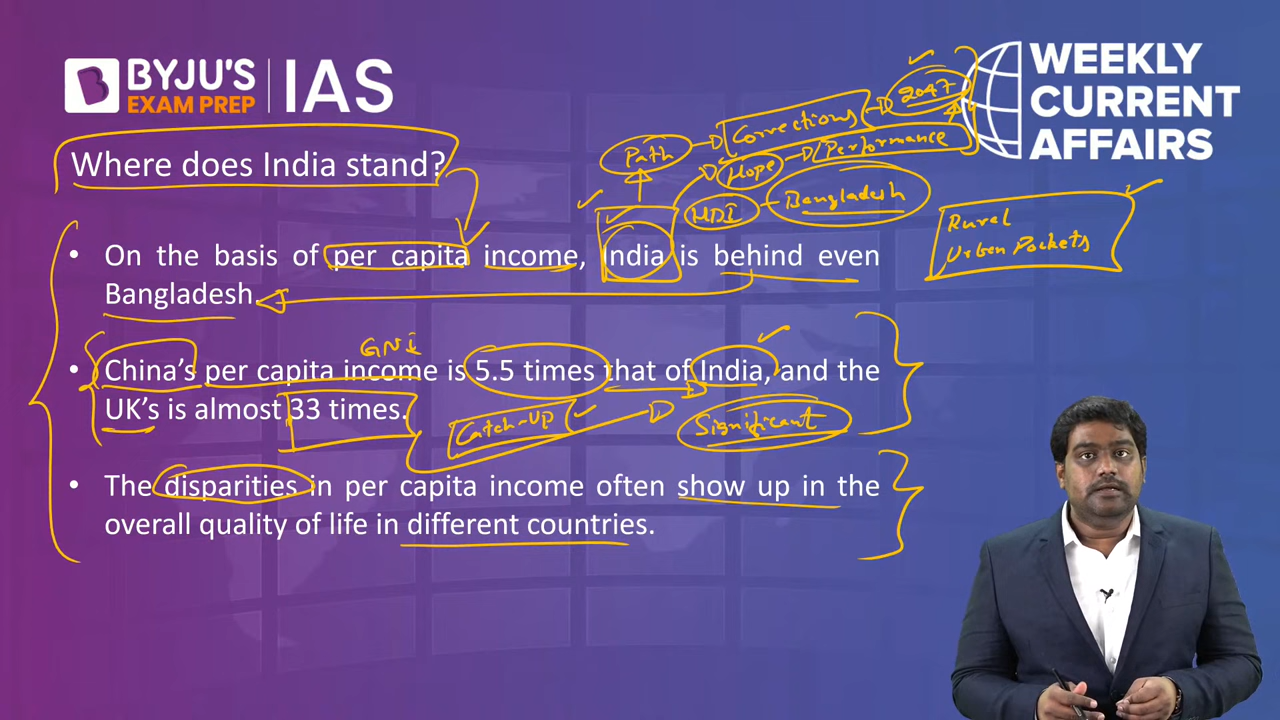 BYJU'S
EXAM PREP
IAS
WEEKLY
CURRENT
AFFAIRS
2047
Corrections
Path
Performance
Hope
HDI
Bangladesh
Rural
Urban Pockets
Where does India stand?
• On the basis of per capita income, India is behind even
Bangladesh.
GNI
• China's per capita income is 5.5 times that of India, and the
UK's is almost 33 times.
Catch-up
Significant
• The disparities in per capita income often show up in the
overall quality of life in different countries.